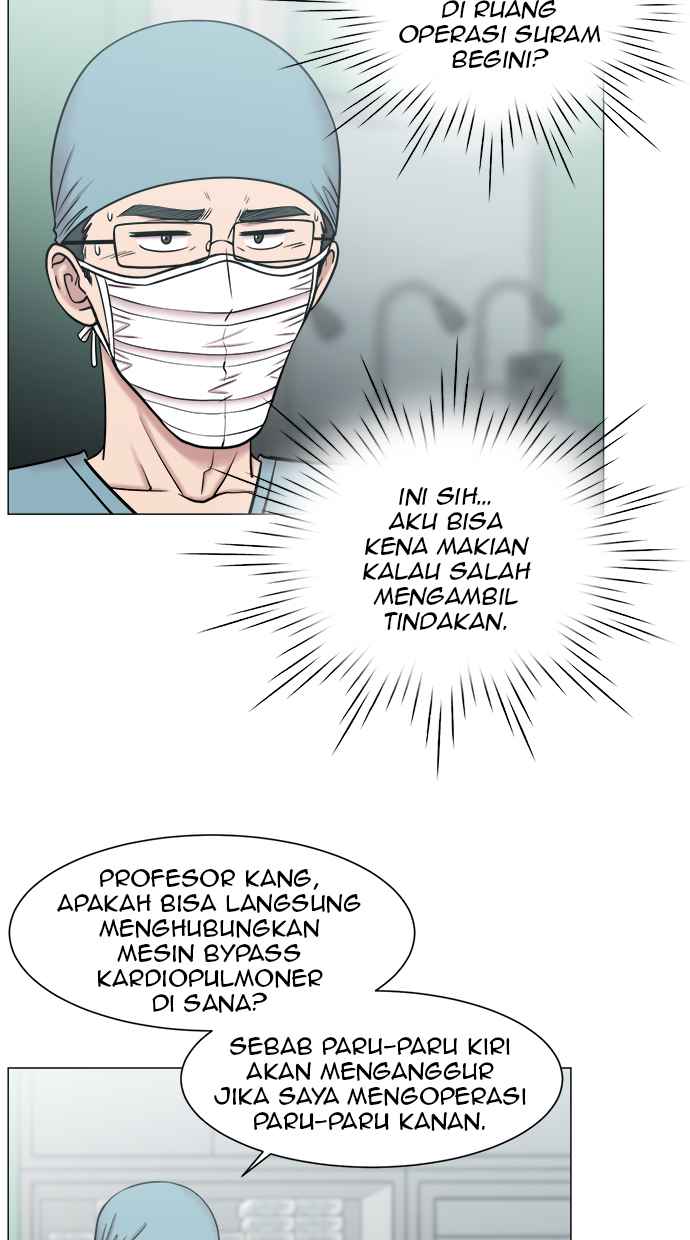 DI RUANG
OPERASI SURAM
BEGINI?
INI SIH...
AKU BISA
KENA MAKIAN
KALAU SALAH
MENGAMBIL
TINDAKAN.
PROFESOR KANG,
APAKAH BISA LANGSUNG
MENGHUBUNGKAN
MESIN BYPASS
KARDIOPULMONER
DI SANA?
SEBAB PARU-PARU KIRI
AKAN MENGANGGUR
JIKA SAYA MENGOPERASI
PARU-PARU KANAN.